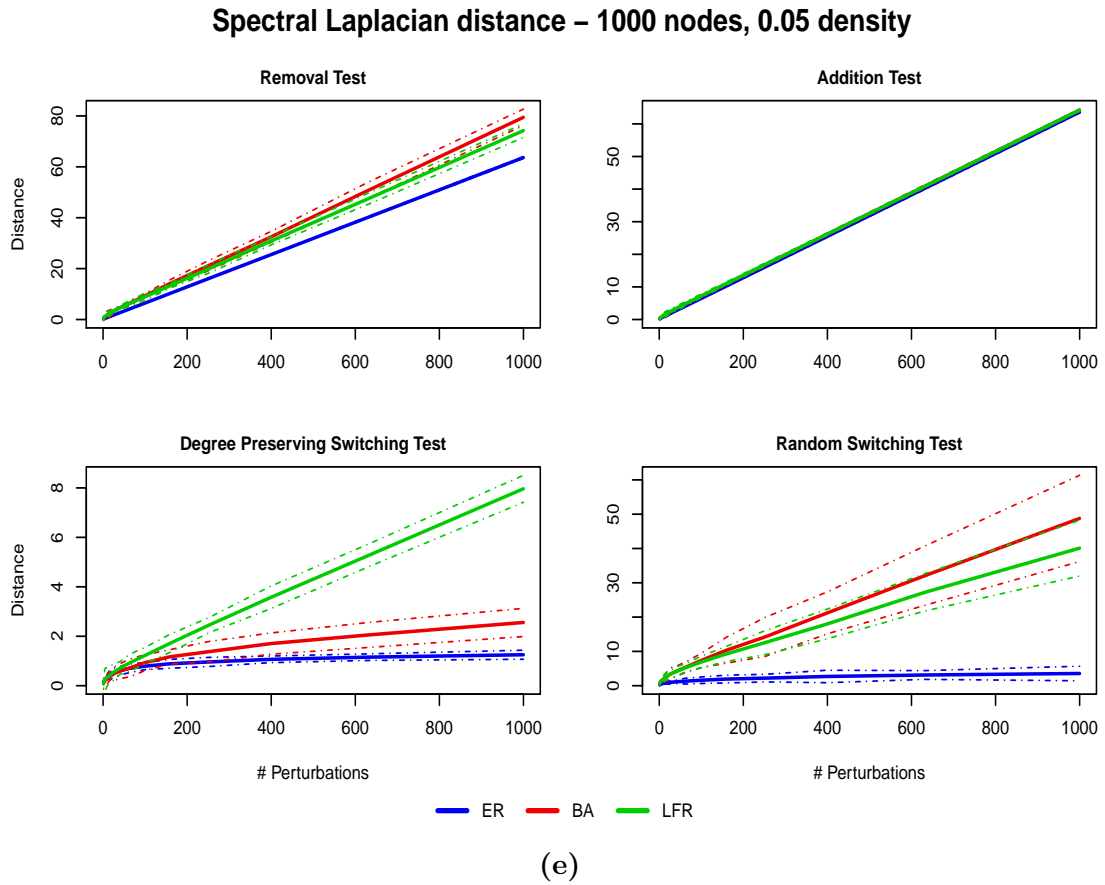 Spectral Laplacian distance – 1000 nodes, 0.05 density
Removal Test
Addition Test
Distance
0 20 40 60 80
0 10 30 50
0 200 400 600 800 1000
0 200 400 600 800 1000
Degree Preserving Switching Test
Random Switching Test
Distance
0 2 4 6 8
0 10 30 50
0 200 400 600 800 1000
0 200 400 600 800 1000
# Perturbations
# Perturbations
ER BA LFR
(e)